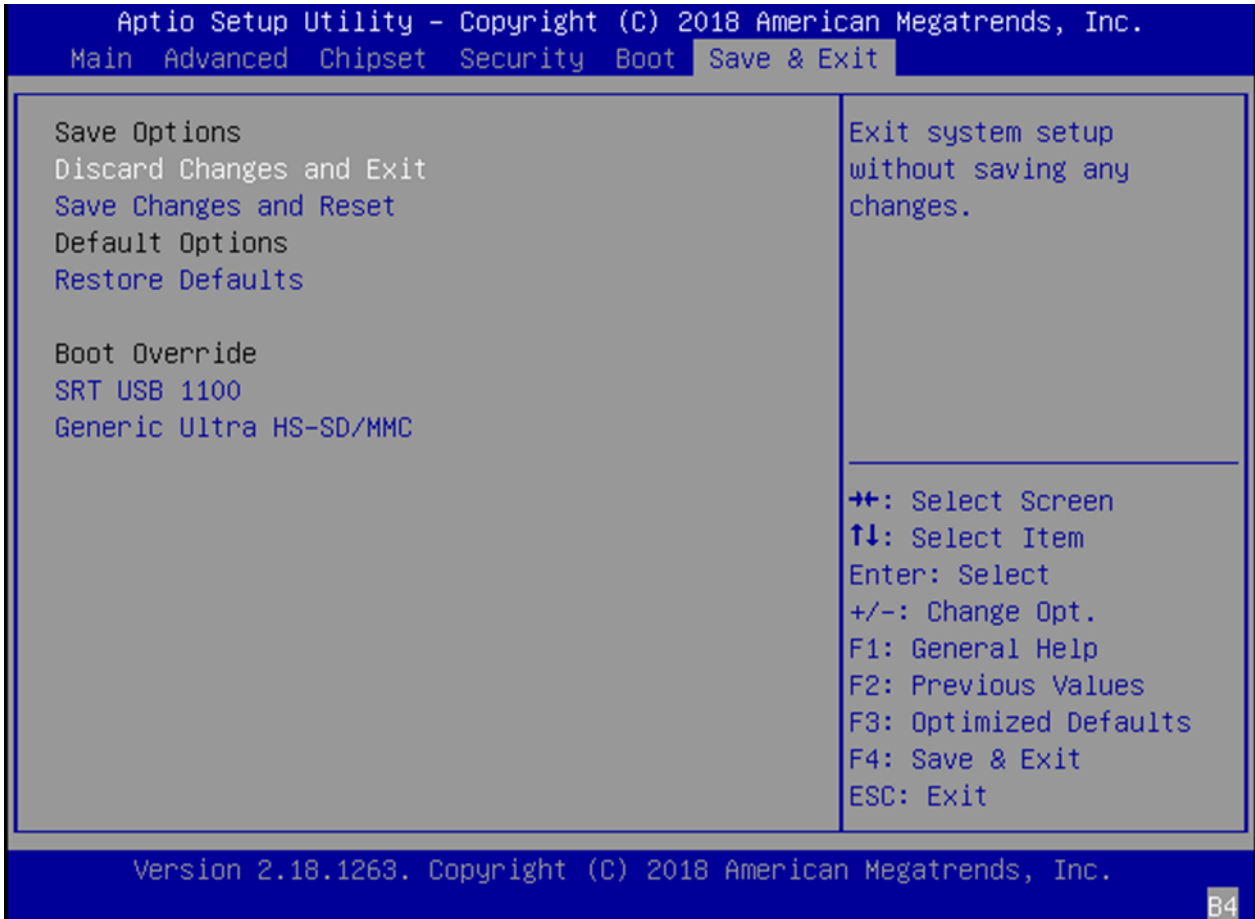 Aptio Setup Utility – Copyright (C) 2018 American Megatrends, Inc.
Main Advanced Chipset Security Boot Save & Exit
Save Options
Discard Changes and Exit
Save Changes and Reset
Default Options
Restore Defaults
Boot Override
SRT USB 1100
Generic Ultra HS-SD/MMC
Exit system setup
without saving any
changes.
→←: Select Screen
↑↓: Select Item
Enter: Select
+/-: Change Opt.
F1: General Help
F2: Previous Values
F3: Optimized Defaults
F4: Save & Exit
ESC: Exit
Version 2.18.1263. Copyright (C) 2018 American Megatrends, Inc.
B4